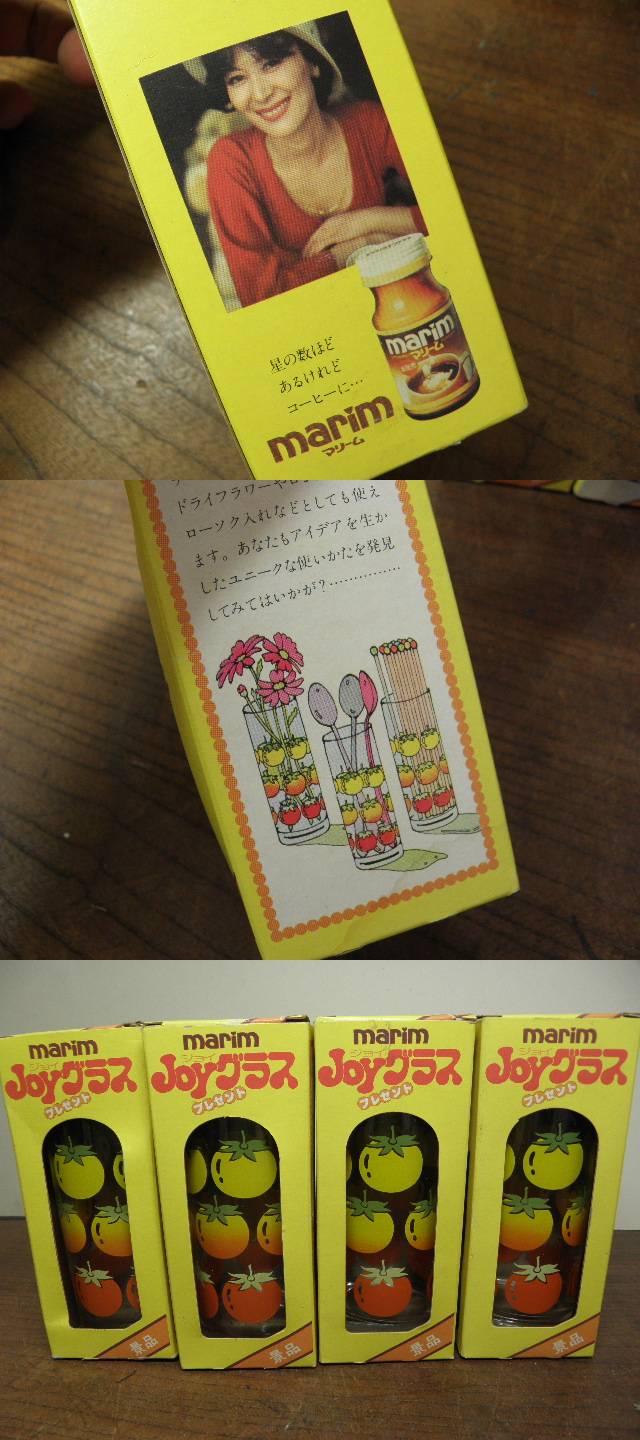 星の数ほど
あるけれど
コーヒーに…
marim
マリーム
marim
マリーム
ドライフラワーや
ローソク入れなどとしても使え
ます。あなたもアイデアを生か
したユニークな使いかたを発見
してみてはいかが？……………
marim
ジョイ
Joyグラス
プレゼント
景品
marim
ジョイ
Joyグラス
プレゼント
景品
marim
ジョイ
Joyグラス
プレゼント
景品
marim
ジョイ
Joyグラス
プレゼント
景品